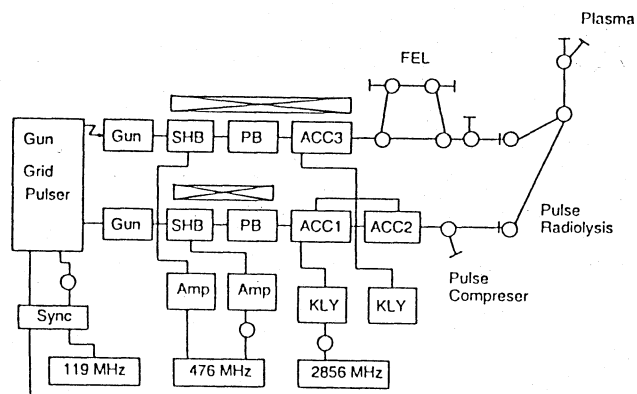 Plasma
FEL
Gun
Grid
Pulser
Gun
SHB
PB
ACC3
Gun
SHB
PB
ACC1
ACC2
Pulse
Radiolysis
Pulse
Compreser
Amp
Amp
KLY
KLY
Sync
119 MHz
476 MHz
2856 MHz